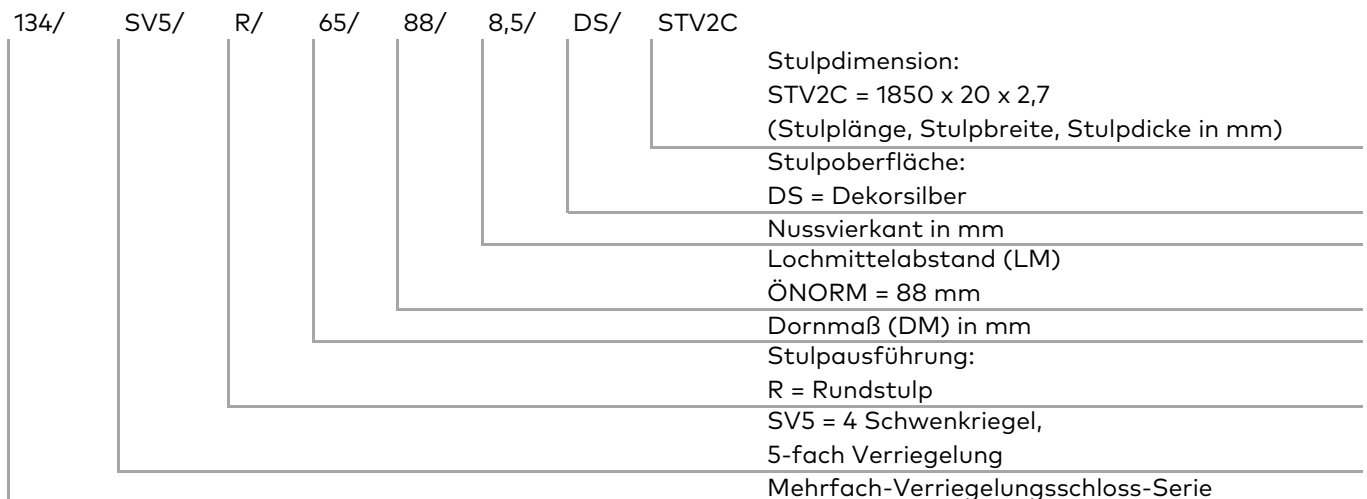 134/ SV5/ R/ 65/ 88/ 8,5/ DS/ STV2C
Stulpdimension:
STV2C = 1850 x 20 x 2,7
(Stulplänge, Stulpbreite, Stulpdicke in mm)
Stulpoberfläche:
DS = Dekorsilber
Nussvierkant in mm
Lochmittelabstand (LM)
ÖNORM = 88 mm
Dornmaß (DM) in mm
Stulpausführung:
R = Rundstulp
SV5 = 4 Schwenkriegel,
5-fach Verriegelung
Mehrfach-Verriegelungsschloss-Serie